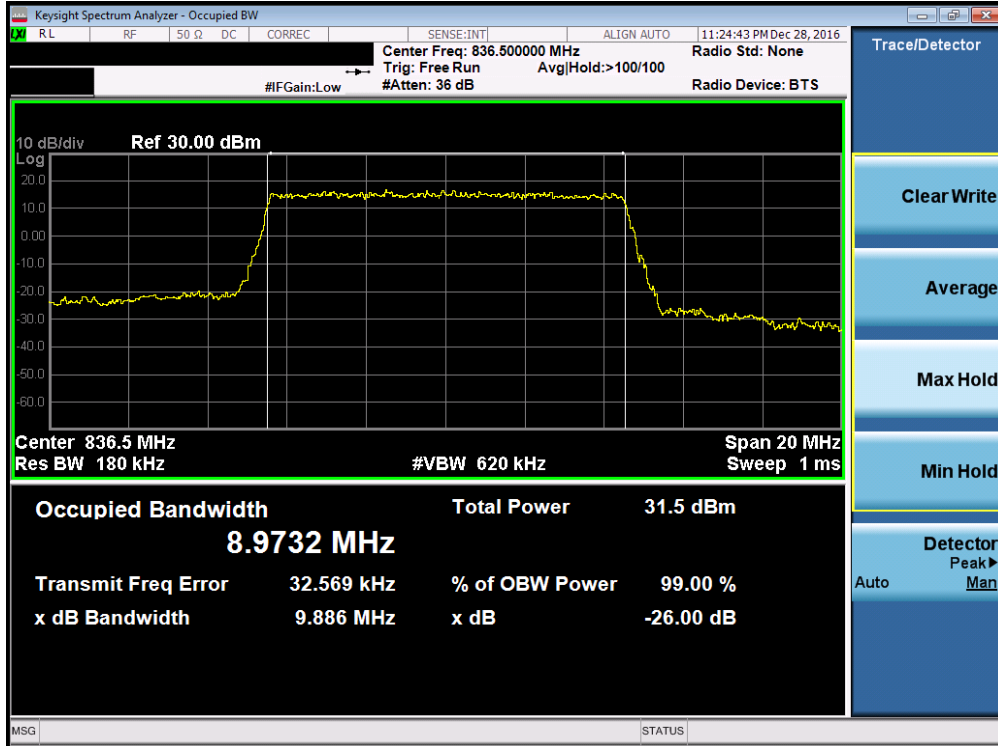 Keysight Spectrum Analyzer - Occupied BW
LXI RL RF 50 Ω DC CORREC SENSE:INT ALIGN AUTO 11:24:43 PM Dec 28, 2016
Center Freq: 836.500000 MHz Radio Std: None
Trig: Free Run Avg|Hold:>100/100
#IFGain:Low #Atten: 36 dB Radio Device: BTS
10 dB/div Ref 30.00 dBm
Log
20.0
10.0
0.00
-10.0
-20.0
-30.0
-40.0
-50.0
-60.0
Center 836.5 MHz Span 20 MHz
Res BW 180 kHz #VBW 620 kHz Sweep 1 ms
Occupied Bandwidth Total Power 31.5 dBm
8.9732 MHz
Transmit Freq Error 32.569 kHz % of OBW Power 99.00 %
x dB Bandwidth 9.886 MHz x dB -26.00 dB
MSG STATUS
Trace/Detector
Clear Write
Average
Max Hold
Min Hold
Detector
Peak▶
Auto Man